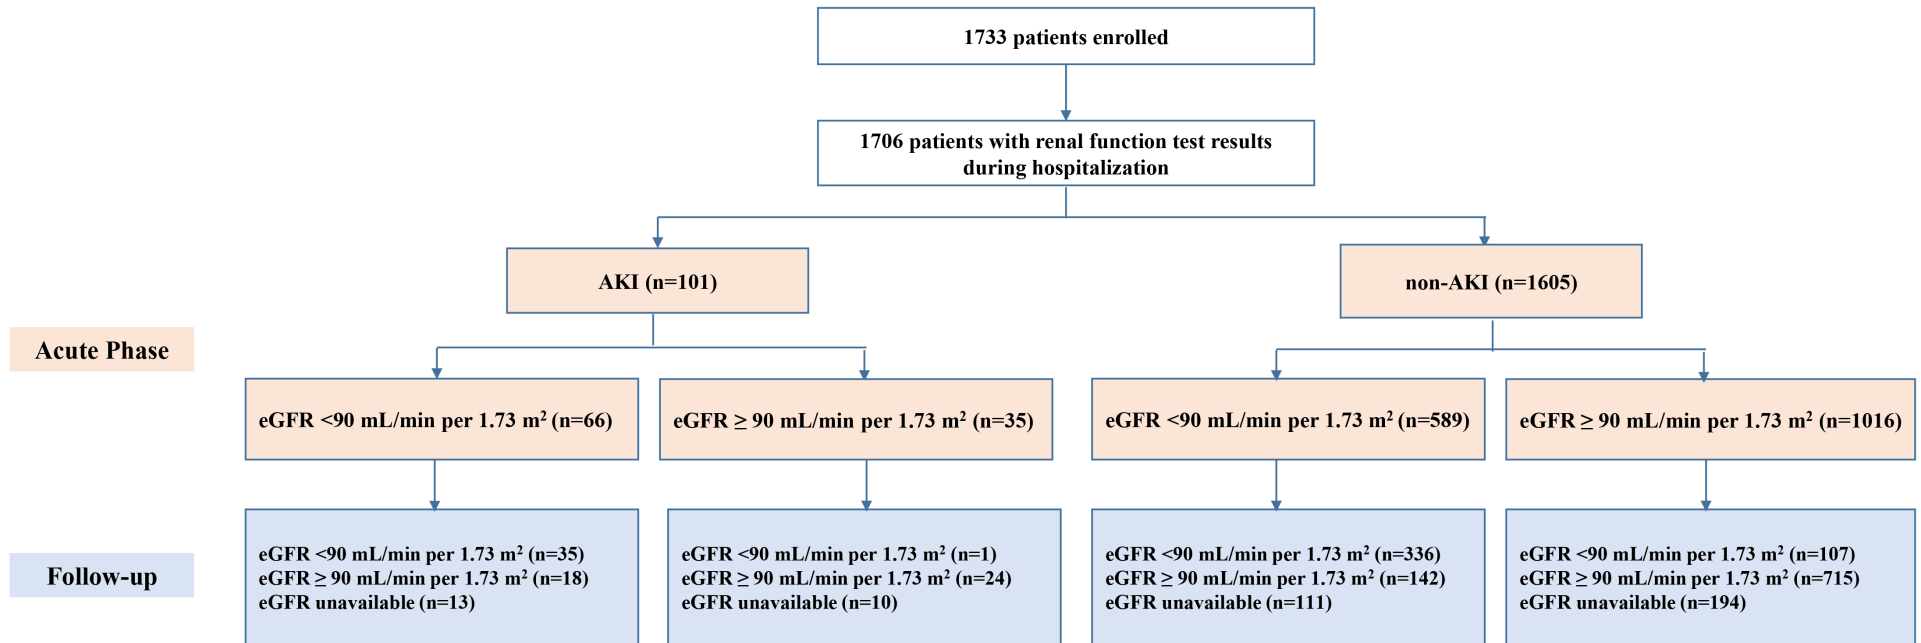 1733 patients enrolled
1706 patients with renal function test results
during hospitalization
AKI (n=101)
non-AKI (n=1605)
Acute Phase
eGFR <90 mL/min per 1.73 m² (n=66)
eGFR ≥ 90 mL/min per 1.73 m² (n=35)
eGFR <90 mL/min per 1.73 m² (n=589)
eGFR ≥ 90 mL/min per 1.73 m² (n=1016)
Follow-up
eGFR <90 mL/min per 1.73 m² (n=35)
eGFR ≥ 90 mL/min per 1.73 m² (n=18)
eGFR unavailable (n=13)
eGFR <90 mL/min per 1.73 m² (n=1)
eGFR ≥ 90 mL/min per 1.73 m² (n=24)
eGFR unavailable (n=10)
eGFR <90 mL/min per 1.73 m² (n=336)
eGFR ≥ 90 mL/min per 1.73 m² (n=142)
eGFR unavailable (n=111)
eGFR <90 mL/min per 1.73 m² (n=107)
eGFR ≥ 90 mL/min per 1.73 m² (n=715)
eGFR unavailable (n=194)